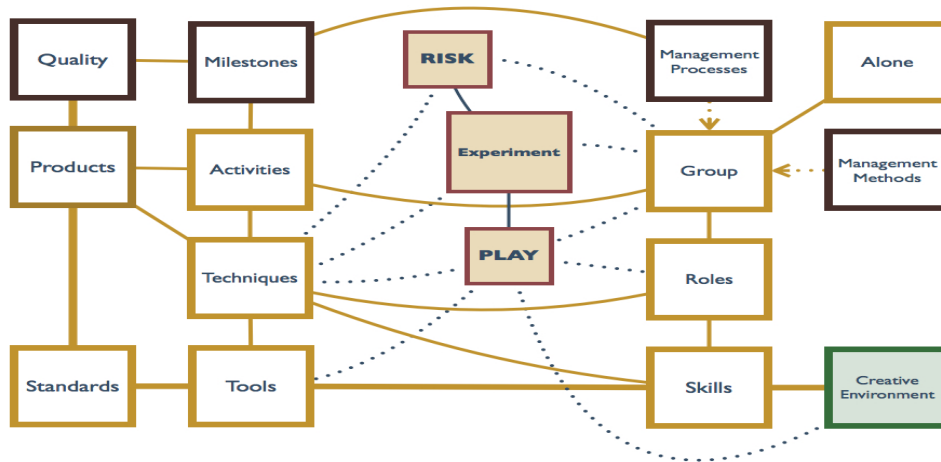 Quality
Milestones
RISK
Management
Processes
Alone
Products
Activities
Experiment
Group
Management
Methods
Techniques
PLAY
Roles
Standards
Tools
Skills
Creative
Environment